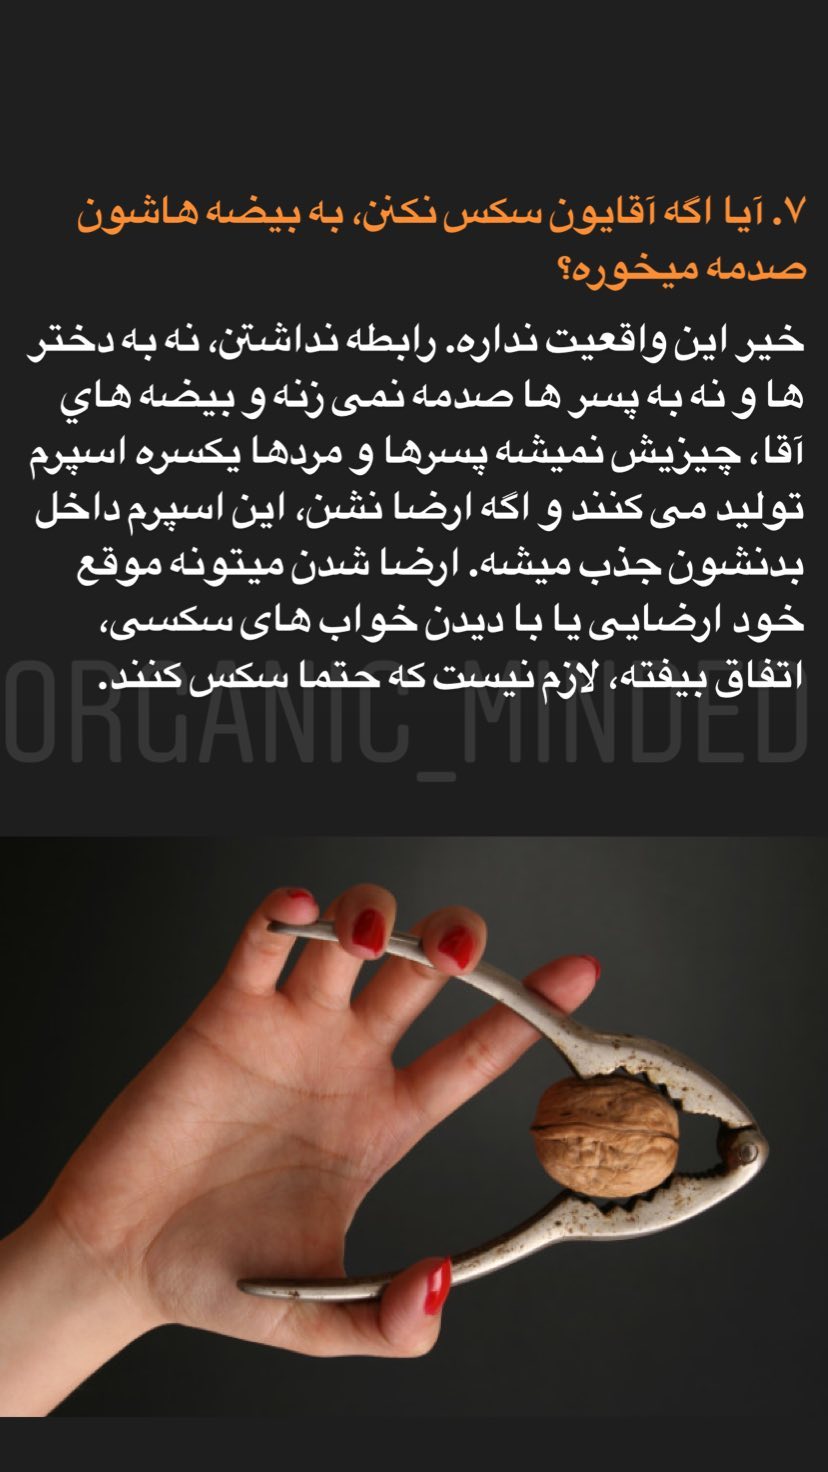 ۷. آیا اگه آقایون سکس نکنن، به بیضه هاشون
صدمه میخوره؟
خیر این واقعیت نداره. رابطه نداشتن، نه به دختر
ها و نه به پسر ها صدمه نمی زنه و بیضه هاي
آقا، چیزیش نمیشه پسرها و مردها یکسره اسپرم
تولید می کنند و اگه ارضا نشن، این اسپرم داخل
بدنشون جذب میشه. ارضا شدن میتونه موقع
خود ارضایی یا با دیدن خواب های سکسی،
اتفاق بیفته، لازم نیست که حتما سکس کنند.
ORGANIC_MINDED